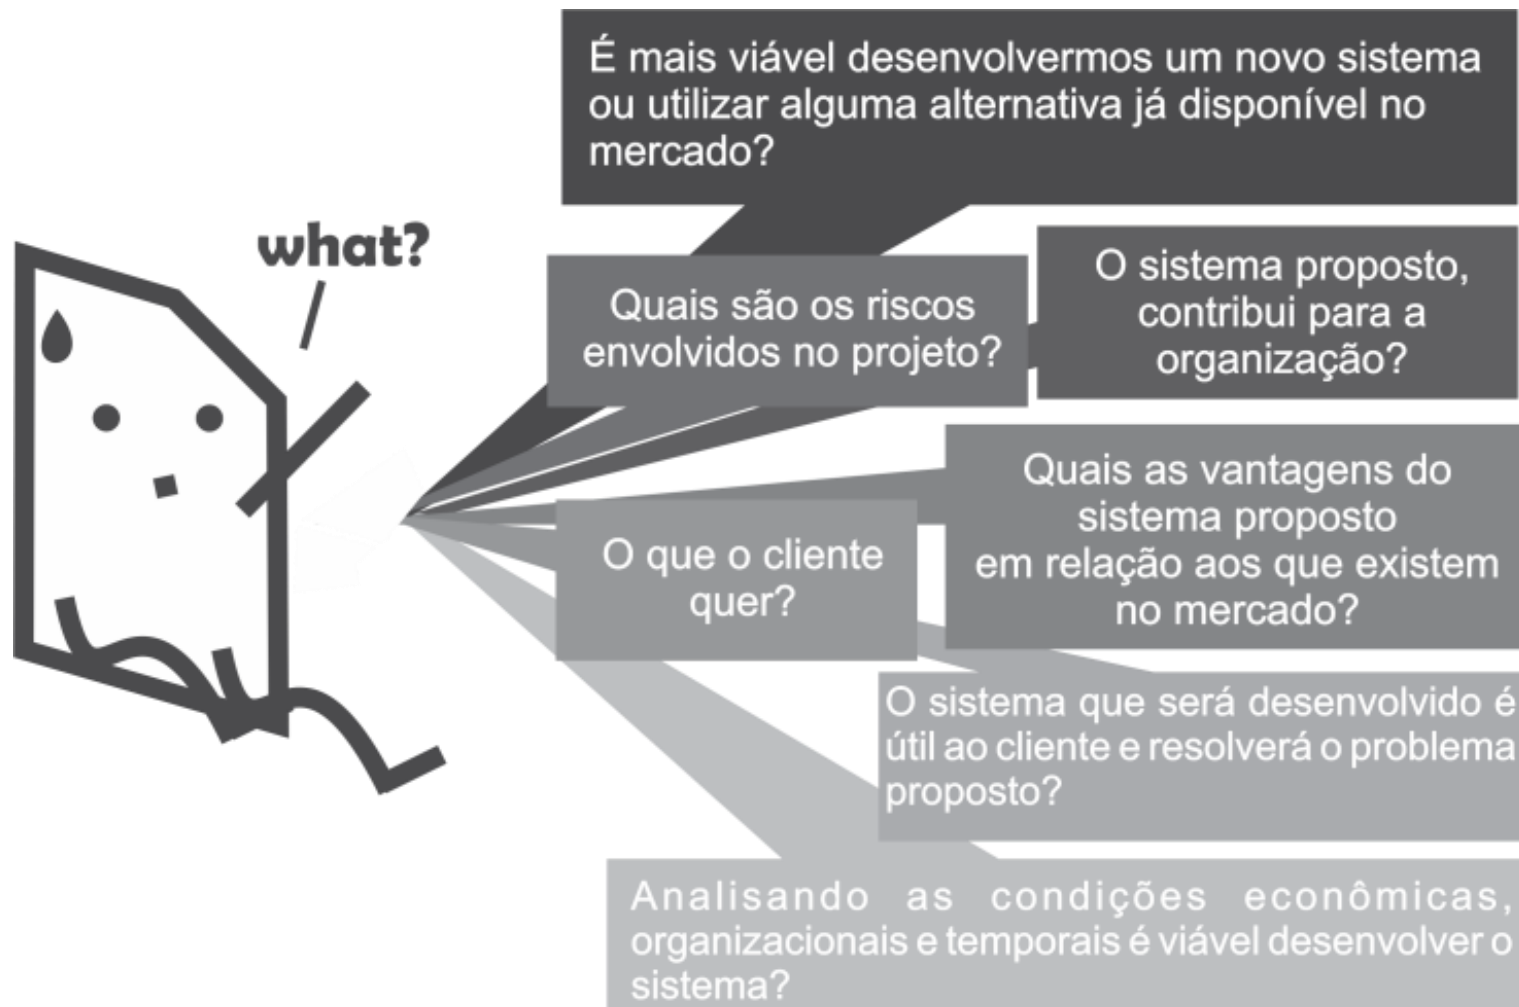 É mais viável desenvolvermos um novo sistema
ou utilizar alguma alternativa já disponível no
mercado?
what?
Quais são os riscos
envolvidos no projeto?
O sistema proposto,
contribui para a
organização?
Quais as vantagens do
sistema proposto
em relação aos que existem
no mercado?
O que o cliente
quer?
O sistema que será desenvolvido é
útil ao cliente e resolverá o problema
proposto?
Analisando as condições econômicas,
organizacionais e temporais é viável desenvolver o
sistema?